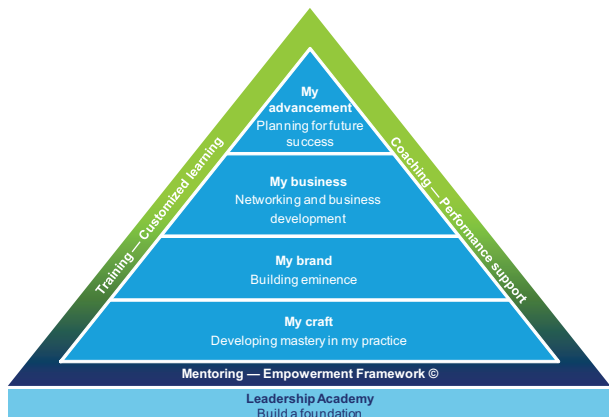 My
advancement
Planning for future
success
Training — Customized learning
Coaching — Performance support
My business
Networking and business
development
My brand
Building eminence
My craft
Developing mastery in my practice
Mentoring — Empowerment Framework ©
Leadership Academy
Build a foundation